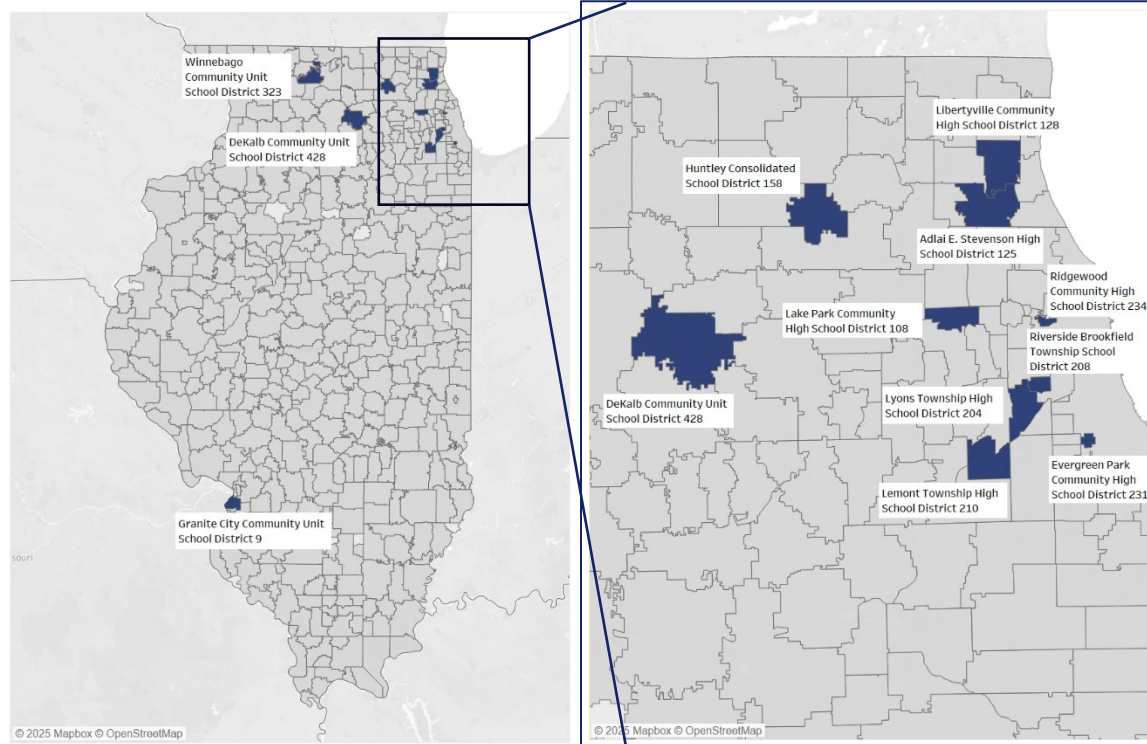 Winnebago
Community Unit
School District 323
DeKalb Community Unit
School District 428
Granite City Community Unit
School District 9
souri
© 2025 Mapbox © OpenStreetMap
Libertyville Community
High School District 128
Huntley Consolidated
School District 158
Adlai E. Stevenson High
School District 125
Ridgewood
Community High
School District 234
Lake Park Community
High School District 108
Riverside Brookfield
Township School
District 208
DeKalb Community Unit
School District 428
Lyons Township High
School District 204
Evergreen Park
Community High
School District 231
Lemont Township High
School District 210
© 2025 Mapbox © OpenStreetMap